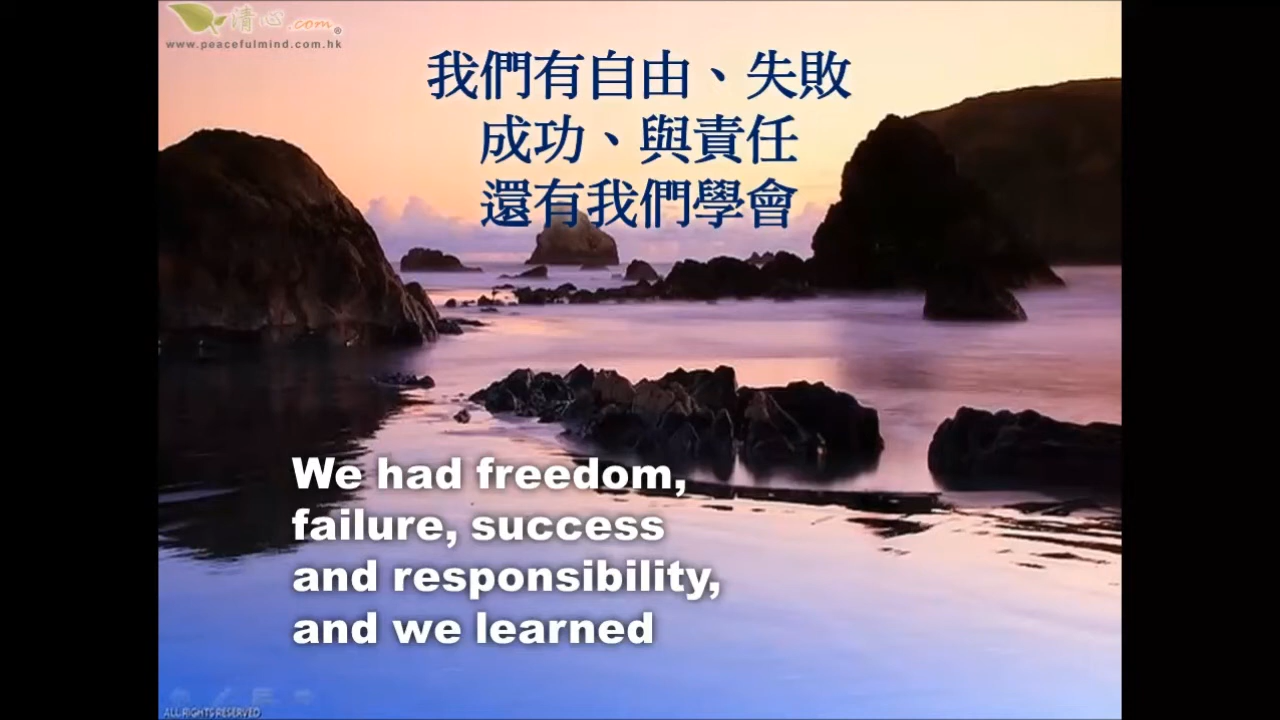 清心.com®
www.peacefulmind.com.hk
我們有自由、失敗
成功、與責任
還有我們學會
We had freedom,
failure, success
and responsibility,
and we learned
ALL RIGHTS RESERVED